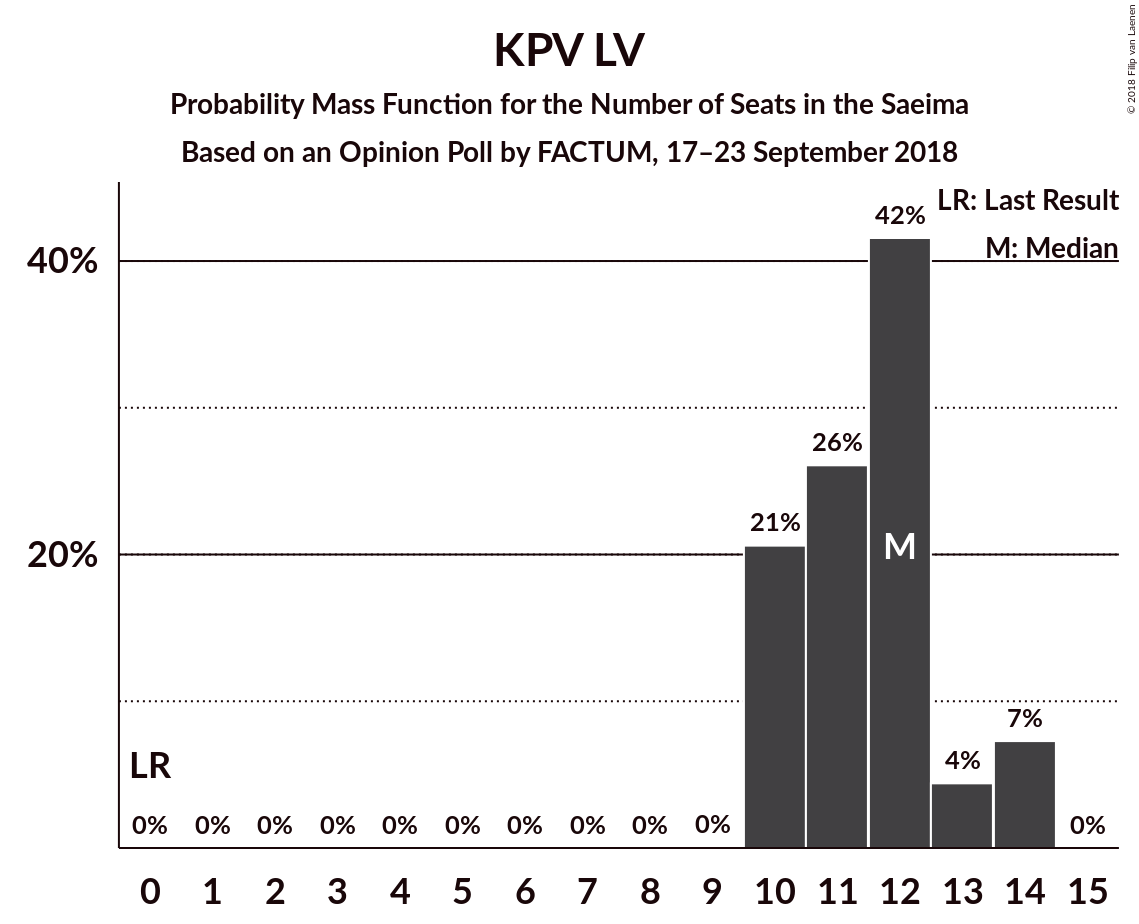 KPV LV
Probability Mass Function for the Number of Seats in the Saeima
Based on an Opinion Poll by FACTUM, 17–23 September 2018
© 2018 Filip van Laenen
LR: Last Result
M: Median
42%
40%
26%
21%
20%
M
7%
4%
LR
0% 0% 0% 0% 0% 0% 0% 0% 0% 0% 0%
0 1 2 3 4 5 6 7 8 9 10 11 12 13 14 15